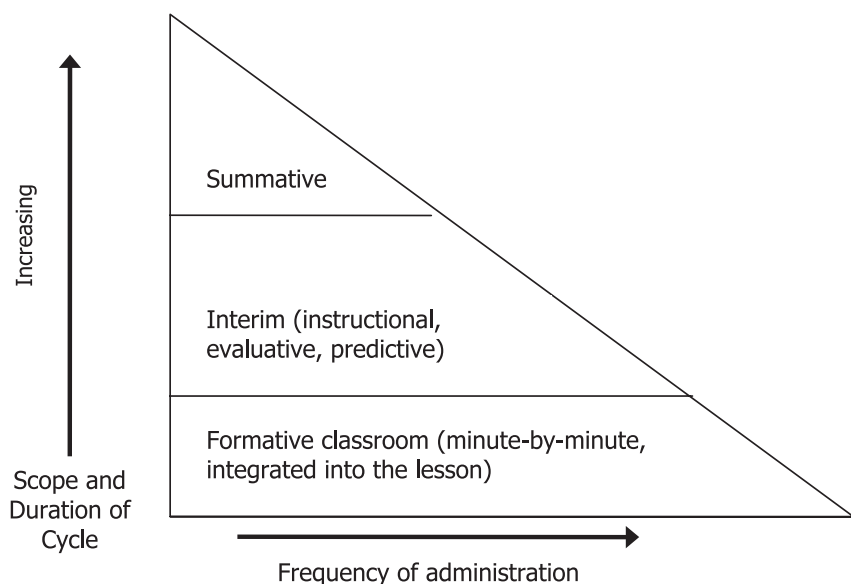 Increasing
Summative
Interim (instructional,
evaluative, predictive)
Formative classroom (minute-by-minute,
integrated into the lesson)
Scope and
Duration of
Cycle
Frequency of administration